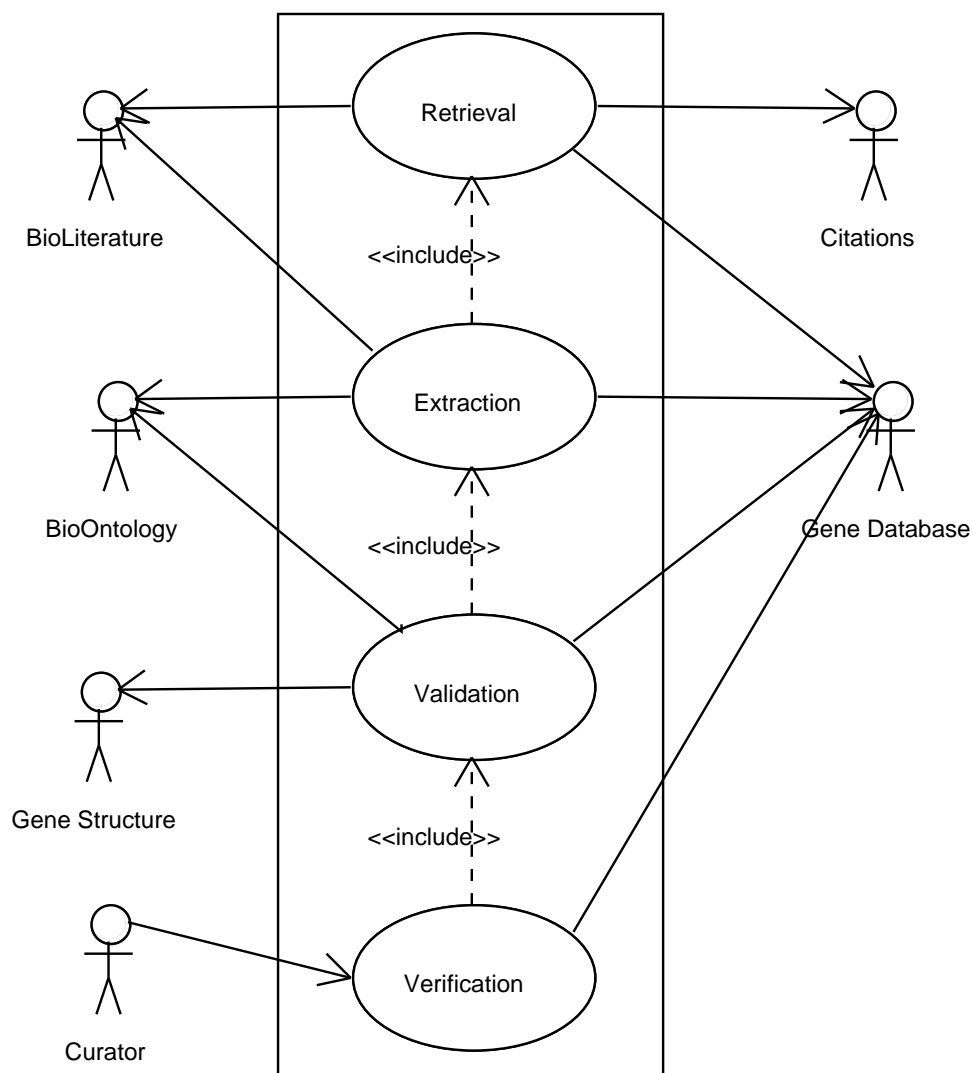 Retrieval
BioLiterature
Citations
<<include>>
Extraction
BioOntology
Gene Database
<<include>>
Validation
Gene Structure
<<include>>
Verification
Curator